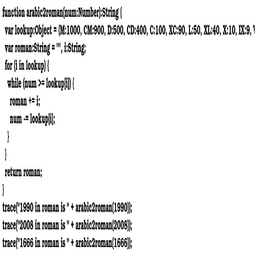 function arabic2roman(num:Number):String {
var lookup:Object = {M:1000, CM:900, D:500, CD:400, C:100, XC:90, L:50, XL:40, X:10, IX:9, V
var roman:String = "", i:String;
for (i in lookup) {
while (num >= lookup[i]) {
roman += i;
num -= lookup[i];
}
}
return roman;
}
trace("1990 in roman is " + arabic2roman(1990));
trace("2008 in roman is " + arabic2roman(2008));
trace("1666 in roman is " + arabic2roman(1666));